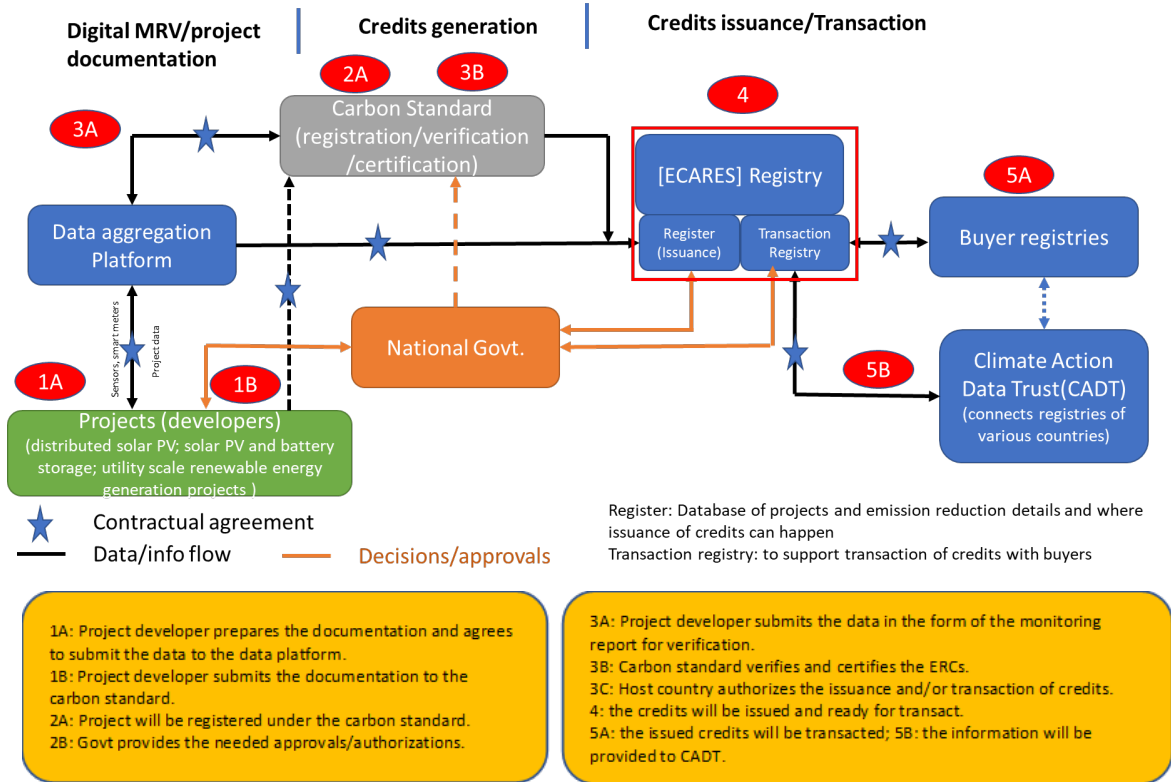 Digital MRV/project
documentation
Credits generation
Credits issuance/Transaction
2A
3B
4
3A
Carbon Standard
(registration/verification
/certification)
[ECARES] Registry
5A
Data aggregation
Platform
Register
(Issuance)
Transaction
Registry
Buyer registries
Sensors, smart meters
Project data
National Govt.
1A
1B
5B
Climate Action
Data Trust(CADT)
(connects registries of
various countries)
Projects (developers)
(distributed solar PV; solar PV and battery
storage; utility scale renewable energy
generation projects )
Contractual agreement
Data/info flow
Decisions/approvals
Register: Database of projects and emission reduction details and where
issuance of credits can happen
Transaction registry: to support transaction of credits with buyers
1A: Project developer prepares the documentation and agrees
to submit the data to the data platform.
1B: Project developer submits the documentation to the
carbon standard.
2A: Project will be registered under the carbon standard.
2B: Govt provides the needed approvals/authorizations.
3A: Project developer submits the data in the form of the monitoring
report for verification.
3B: Carbon standard verifies and certifies the ERCs.
3C: Host country authorizes the issuance and/or transaction of credits.
4: the credits will be issued and ready for transact.
5A: the issued credits will be transacted; 5B: the information will be
provided to CADT.